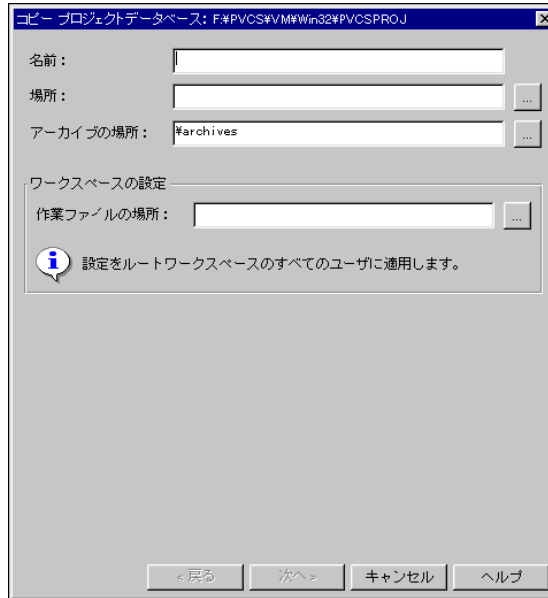 コピー プロジェクトデータベース: F:¥PVCS¥VM¥Win32¥PVCSPROJ
名前：
場所：
...
アーカイブの場所：
¥archives
...
ワークスペースの設定
作業ファイルの場所：
...
設定をルートワークスペースのすべてのユーザに適用します。
< 戻る 次へ > キャンセル ヘルプ